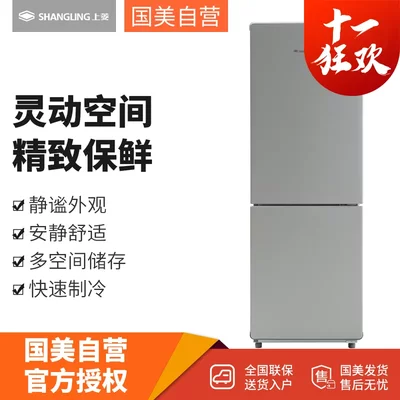 SHANGLING 上菱
国美自营
十一
狂欢
灵动空间
精致保鲜
静谧外观
安静舒适
多空间储存
快速制冷
国美自营
官方授权
全国联保
送货入户
国美发货
售后无忧